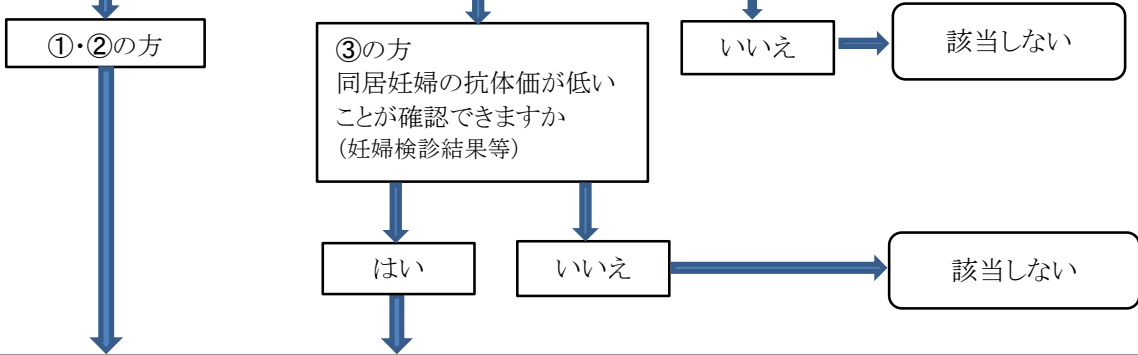 ①・②の方
③の方
同居妊婦の抗体価が低い
ことが確認できますか
（妊婦検診結果等）
いいえ
該当しない
はい
いいえ
該当しない